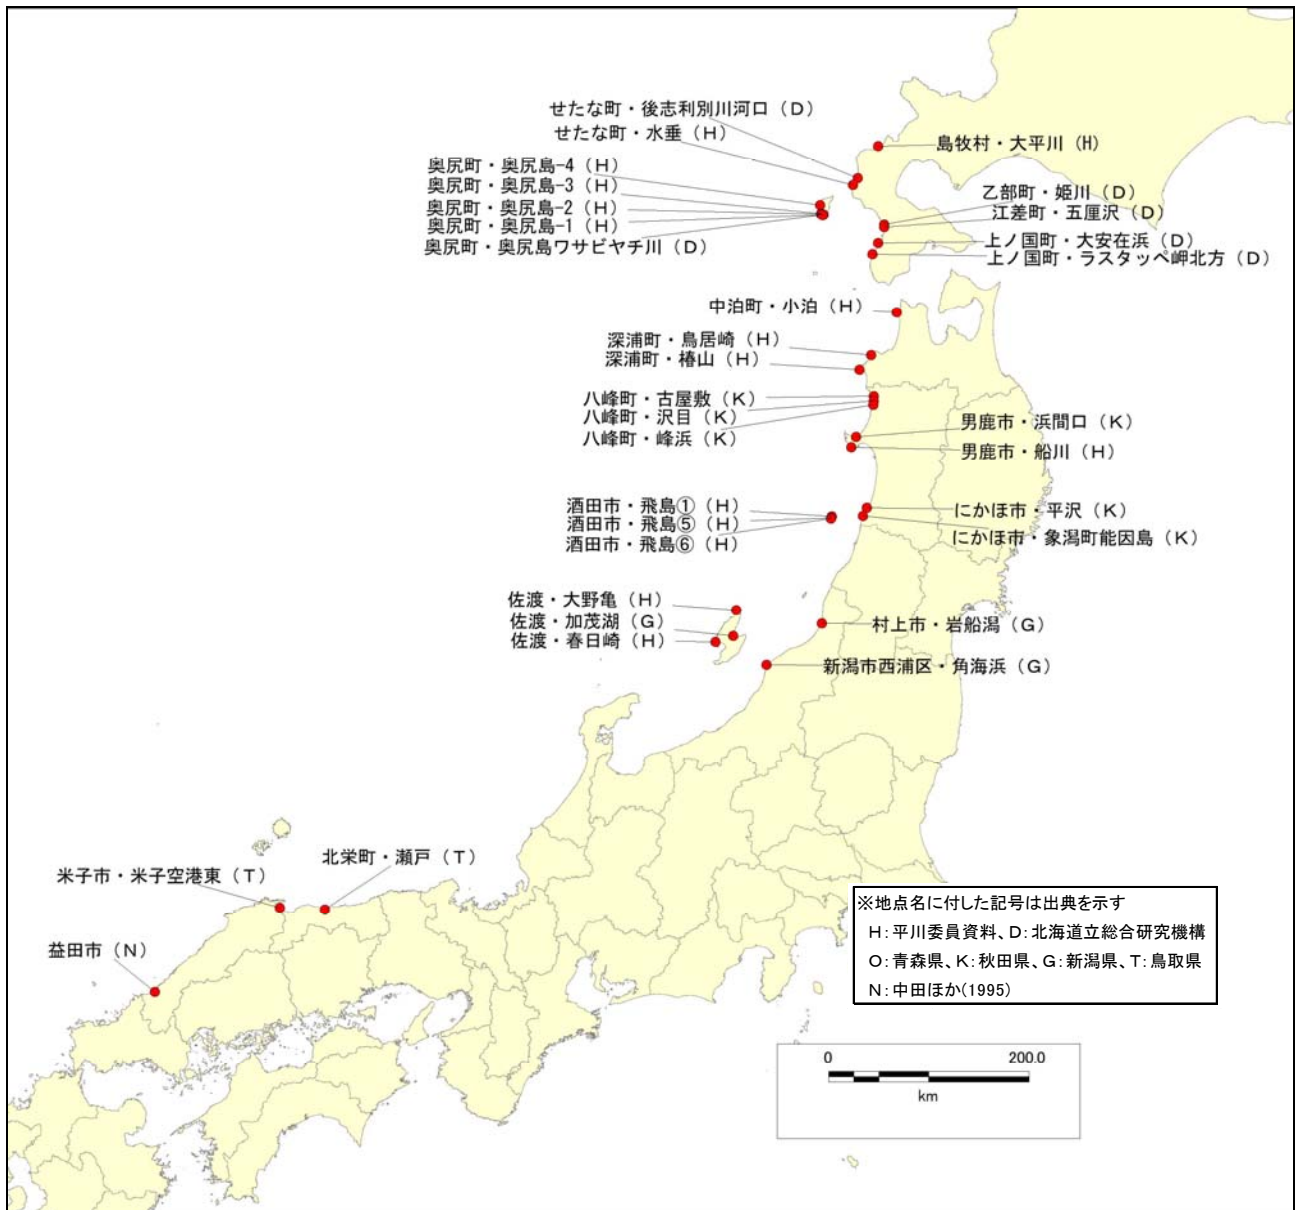 せたな町・後志利別川河口（D）
せたな町・水垂（H）
島牧村・大平川（H）
奥尻町・奥尻島-4（H）
奥尻町・奥尻島-3（H）
奥尻町・奥尻島-2（H）
奥尻町・奥尻島-1（H）
奥尻町・奥尻島ワサビヤチ川（D）
乙部町・姫川（D）
江差町・五厘沢（D）
上ノ国町・大安在浜（D）
上ノ国町・ラスタッペ岬北方（D）
中泊町・小泊（H）
深浦町・鳥居崎（H）
深浦町・椿山（H）
八峰町・古屋敷（K）
八峰町・沢目（K）
八峰町・峰浜（K）
男鹿市・浜間口（K）
男鹿市・船川（H）
酒田市・飛島①（H）
酒田市・飛島⑤（H）
酒田市・飛島⑥（H）
にかほ市・平沢（K）
にかほ市・象潟町能因島（K）
佐渡・大野亀（H）
佐渡・加茂湖（G）
佐渡・春日崎（H）
村上市・岩船潟（G）
新潟市西浦区・角海浜（G）
北栄町・瀬戸（T）
米子市・米子空港東（T）
益田市（N）
※地点名に付した記号は出典を示す
H：平川委員資料、D：北海道立総合研究機構
O：青森県、K：秋田県、G：新潟県、T：鳥取県
N：中田ほか(1995)
0 200.0
km